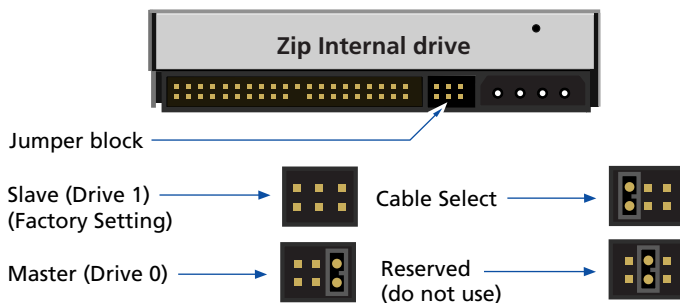 Zip Internal drive
Jumper block
Slave (Drive 1)
(Factory Setting)
Cable Select
Master (Drive 0)
Reserved
(do not use)